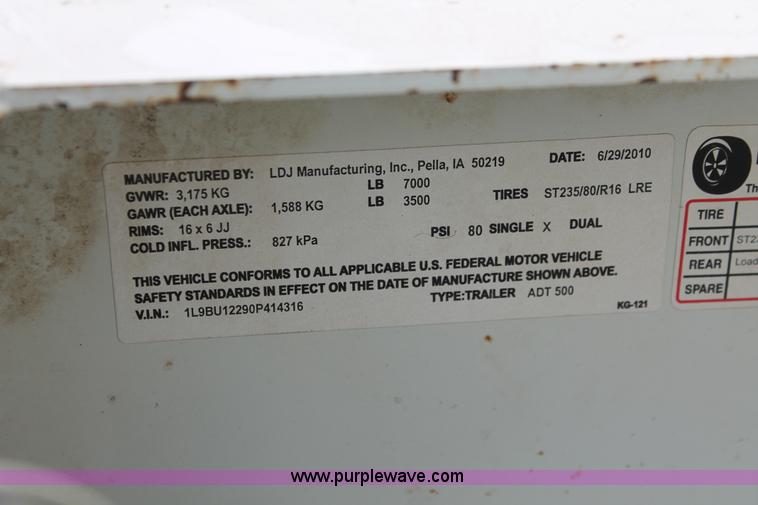 MANUFACTURED BY: LDJ Manufacturing, Inc., Pella, IA 50219 DATE: 6/29/2010
GVWR: 3,175 KG LB 7000
GAWR (EACH AXLE): 1,588 KG LB 3500 TIRES ST235/80/R16 LRE
RIMS: 16 x 6 JJ
COLD INFL. PRESS.: 827 kPa PSI 80 SINGLE X DUAL
THIS VEHICLE CONFORMS TO ALL APPLICABLE U.S. FEDERAL MOTOR VEHICLE
SAFETY STANDARDS IN EFFECT ON THE DATE OF MANUFACTURE SHOWN ABOVE.
V.I.N.: 1L9BU12290P414316 TYPE:TRAILER ADT 500
KG-121
TIRE
FRONT
REAR Load
SPARE
www.purplewave.com